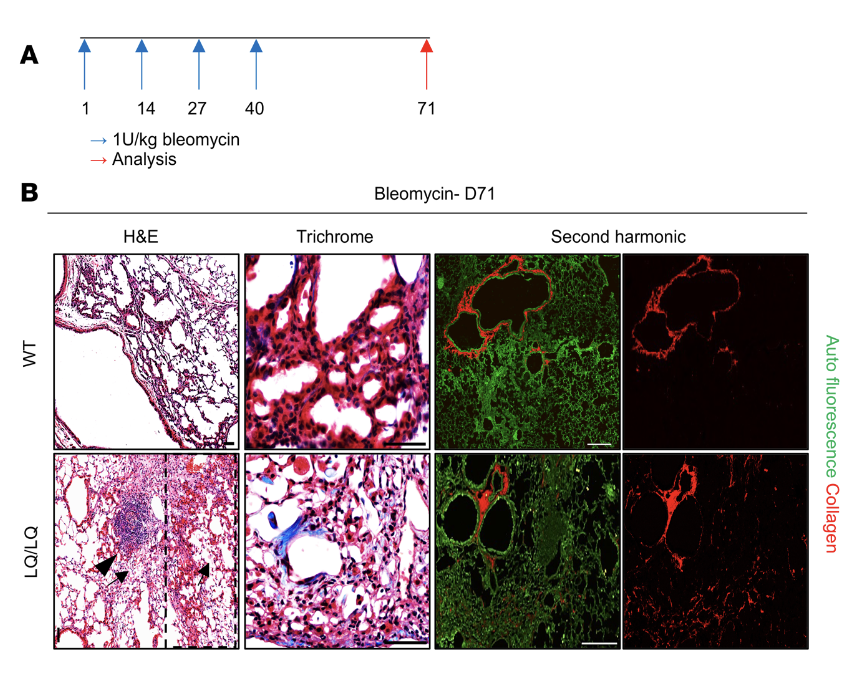 A
1 14 27 40 71
→ 1U/kg bleomycin
→ Analysis
B
Bleomycin- D71
H&E Trichrome Second harmonic
WT
LQ/LQ
Auto fluorescence Collagen